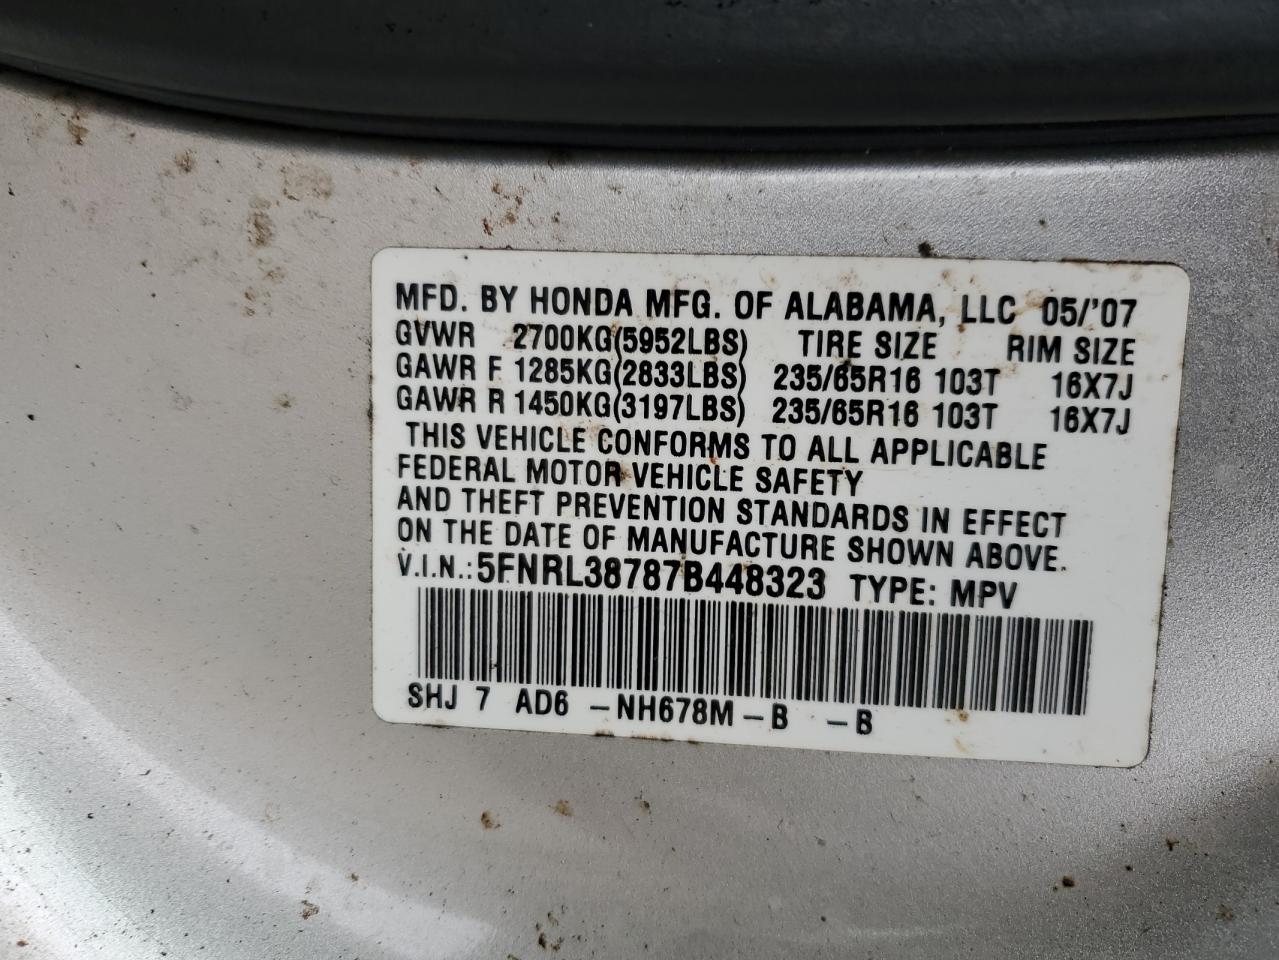 MFD. BY HONDA MFG. OF ALABAMA, LLC 05/'07
GVWR 2700KG(5952LBS) TIRE SIZE RIM SIZE
GAWR F 1285KG(2833LBS) 235/65R16 103T 16X7J
GAWR R 1450KG(3197LBS) 235/65R16 103T 16X7J
THIS VEHICLE CONFORMS TO ALL APPLICABLE
FEDERAL MOTOR VEHICLE SAFETY
AND THEFT PREVENTION STANDARDS IN EFFECT
ON THE DATE OF MANUFACTURE SHOWN ABOVE.
V.I.N.:5FNRL38787B448323 TYPE: MPV
SHJ 7 AD6 -NH678M-B -B